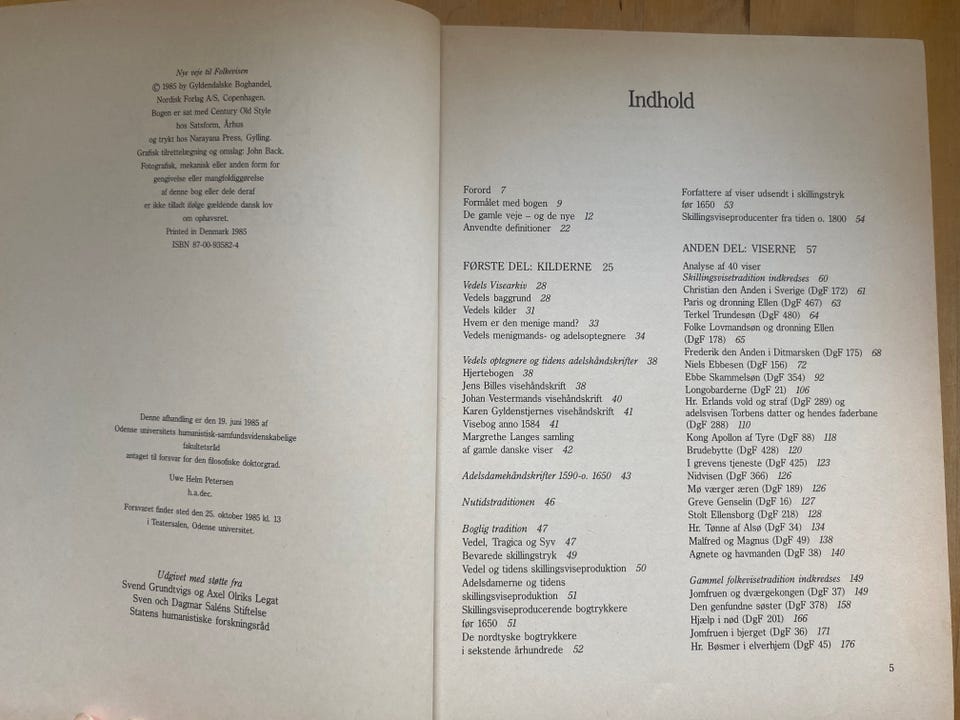 Nye veje til Folkevisen
© 1985 by Gyldendalske Boghandel,
Nordisk Forlag A/S, Copenhagen.
Bogen er sat med Century Old Style
hos Satsform, Århus
og trykt hos Narayana Press, Gylling.
Grafisk tilrettelægning og omslag: John Back.
Fotografisk, mekanisk eller anden form for
gengivelse eller mangfoldiggørelse
af denne bog eller dele deraf
er ikke tilladt ifølge gældende dansk lov
om ophavsret.
Printed in Denmark 1985
ISBN 87-00-93582-4
Denne afhandling er den 19. juni 1985 af
Odense universitets humanistisk-samfundsvidenskabelige
fakultetsråd
antaget til forsvar for den filosofiske doktorgrad.
Uwe Helm Petersen
h.a.dec.
Forsvaret finder sted den 25. oktober 1985 kl. 13
i Teatersalen, Odense universitet.
Udgivet med støtte fra
Svend Grundtvigs og Axel Olriks Legat
Sven och Dagmar Saléns Stiftelse
Statens humanistiske forskningsråd
Indhold
Forord 7
Formålet med bogen 9
De gamle veje – og de nye 12
Anvendte definitioner 22
FØRSTE DEL: KILDERNE 25
Vedels Visearkiv 28
Vedels baggrund 28
Vedels kilder 31
Hvem er den menige mand? 33
Vedels menigmands- og adelsoptegnere 34
Vedels optegnere og tidens adelshåndskrifter 38
Hjertebogen 38
Jens Billes visehåndskrift 38
Johan Vestermands visehåndskrift 40
Karen Gyldenstjernes visehåndskrift 41
Visebog anno 1584 41
Margrethe Langes samling
af gamle danske viser 42
Adelsdamehåndskrifter 1590-o. 1650 43
Nutidstraditionen 46
Boglig tradition 47
Vedel, Tragica og Syv 47
Bevarede skillingstryk 49
Vedel og tidens skillingsviseproduktion 50
Adelsdamerne og tidens
skillingsviseproduktion 51
Skillingsviseproducerende bogtrykkere
før 1650 51
De nordtyske bogtrykkere
i sekstende århundrede 52
Forfattere af viser udsendt i skillingstryk
før 1650 53
Skillingsviseproducenter fra tiden o. 1800 54
ANDEN DEL: VISERNE 57
Analyse af 40 viser
Skillingsvisetradition indkredses 60
Christian den Anden i Sverige (DgF 172) 61
Paris og dronning Ellen (DgF 467) 63
Terkel Trundesøn (DgF 480) 64
Folke Lovmandsøn og dronning Ellen
(DgF 178) 65
Frederik den Anden i Ditmarsken (DgF 175) 68
Niels Ebbesen (DgF 156) 72
Ebbe Skammelsøn (DgF 354) 92
Longobarderne (DgF 21) 106
Hr. Erlands vold og straf (DgF 289) og
adelsvisen Torbens datter og hendes faderbane
(DgF 288) 110
Kong Apollon af Tyre (DgF 88) 118
Brudebytte (DgF 428) 120
I grevens tjeneste (DgF 425) 123
Nidvisen (DgF 366) 126
Mø værger æren (DgF 189) 126
Greve Genselin (DgF 16) 127
Stolt Ellensborg (DgF 218) 128
Hr. Tønne af Alsø (DgF 34) 134
Malfred og Magnus (DgF 49) 138
Agnete og havmanden (DgF 38) 140
Gammel folkevisetradition indkredses 149
Jomfruen og dværgekongen (DgF 37) 149
Den genfundne søster (DgF 378) 158
Hjælp i nød (DgF 201) 166
Jomfruen i bjerget (DgF 36) 171
Hr. Bøsmer i elverhjem (DgF 45) 176
5